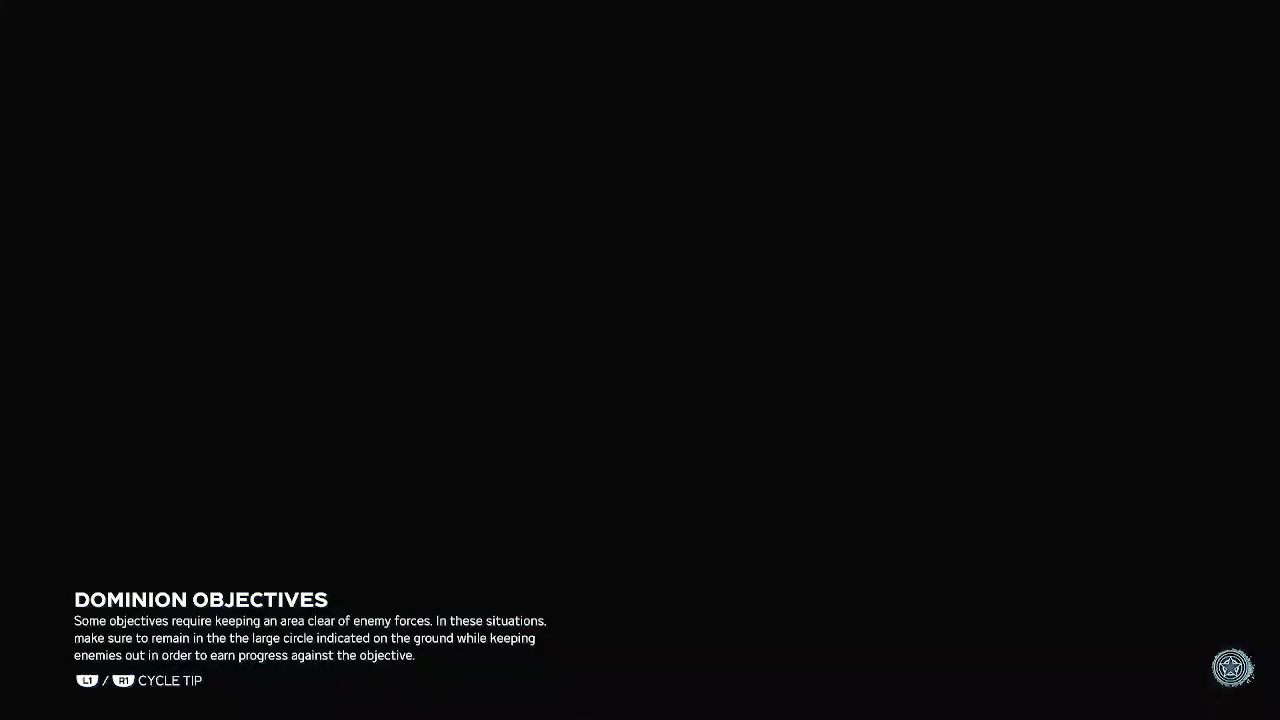 DOMINION OBJECTIVES
Some objectives require keeping an area clear of enemy forces. In these situations,
make sure to remain in the the large circle indicated on the ground while keeping
enemies out in order to earn progress against the objective.
L1 / R1 CYCLE TIP